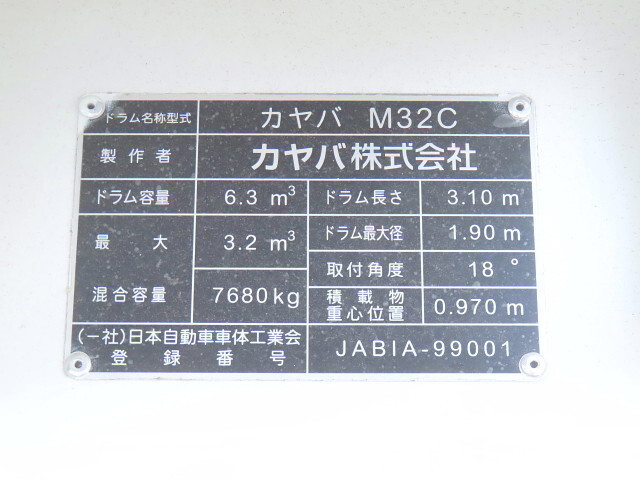 ドラム名称型式 カヤバ M32C
製作者 カヤバ株式会社
ドラム容量 6.3 m³ ドラム長さ 3.10 m
最大 3.2 m³ ドラム最大径 1.90 m
取付角度 18 °
混合容量 7680kg 積載物
重心位置 0.970 m
(一社)日本自動車車体工業会
登録番号 JABIA-99001